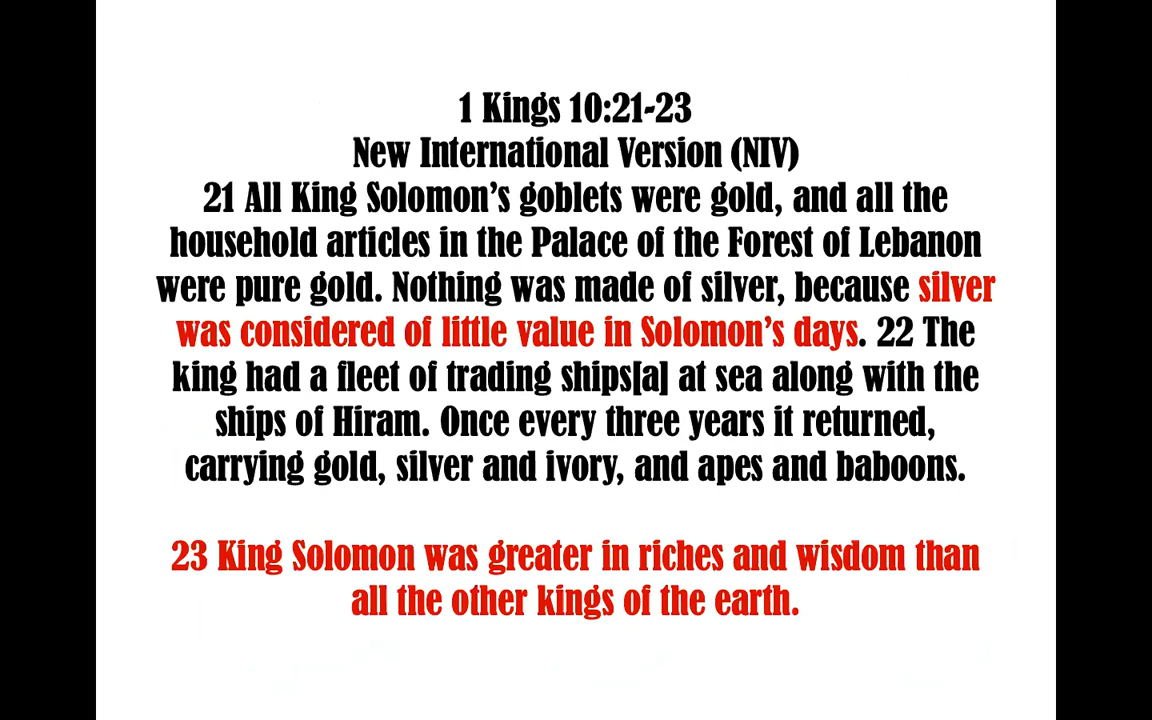 1 Kings 10:21-23
New International Version (NIV)
21 All King Solomon’s goblets were gold, and all the
household articles in the Palace of the Forest of Lebanon
were pure gold. Nothing was made of silver, because silver
was considered of little value in Solomon’s days. 22 The
king had a fleet of trading ships[a] at sea along with the
ships of Hiram. Once every three years it returned,
carrying gold, silver and ivory, and apes and baboons.
23 King Solomon was greater in riches and wisdom than
all the other kings of the earth.